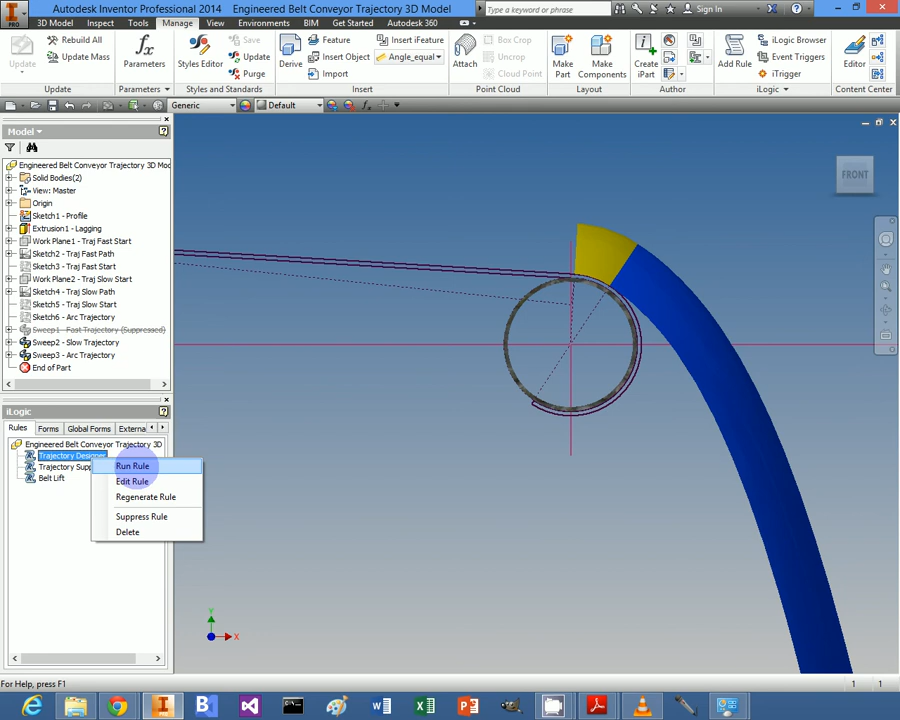 Autodesk Inventor Professional 2014 Engineered Belt Conveyor Trajectory 3D Model
Type a keyword or phrase
Sign In
PRO
3D Model Sketch Inspect Tools Manage View Environments BIM Get Started Autodesk 360
Update
Rebuild All
Update Mass
Update
Parameters
Parameters
Styles Editor
Save
Update
Purge
Styles and Standards
Derive
Feature
Insert Object
Import
Insert iFeature
Angle_equal
Insert
Attach
Box Crop
Uncrop
Cloud Point
Point Cloud
Make Part
Make Components
Layout
Create iPart
Author
Add Rule
iLogic Browser
Event Triggers
iTrigger
iLogic
Editor
Content Center
Generic
Default
Model
Engineered Belt Conveyor Trajectory 3D Mod
Solid Bodies(2)
View: Master
Origin
Sketch1 - Profile
Extrusion1 - Lagging
Work Plane1 - Traj Fast Start
Sketch2 - Traj Fast Path
Sketch3 - Traj Fast Start
Work Plane2 - Traj Slow Start
Sketch4 - Traj Slow Path
Sketch5 - Traj Slow Start
Sketch6 - Arc Trajectory
Sweep1 - Fast Trajectory (Suppressed)
Sweep2 - Slow Trajectory
Sweep3 - Arc Trajectory
End of Part
iLogic
Rules Forms Global Forms Externa
Engineered Belt Conveyor Trajectory 3D
Trajectory Designer
Trajectory Supp
Belt Lift
Run Rule
Edit Rule
Regenerate Rule
Suppress Rule
Delete
FRONT
Y
X
For Help, press F1
1 1